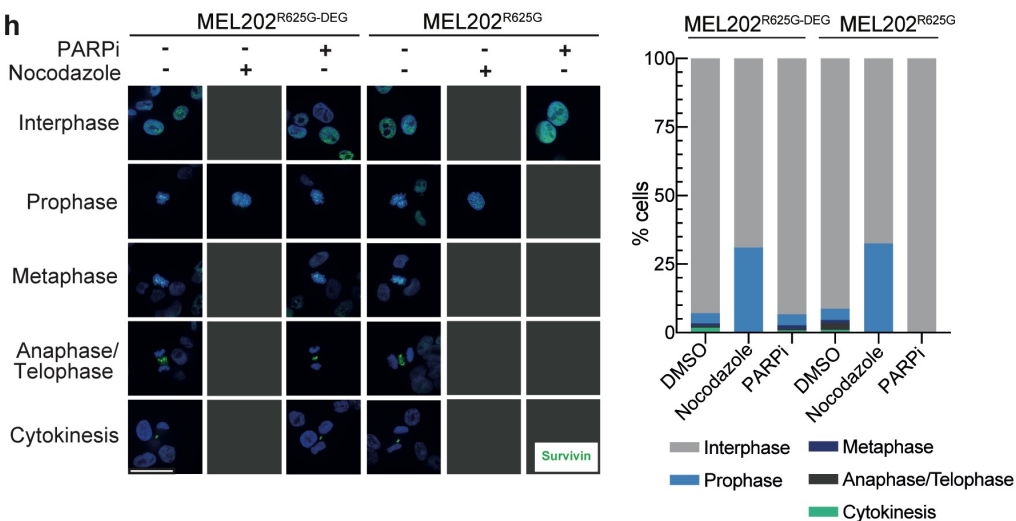 h
MEL202R625G-DEG MEL202R625G
PARPi - - + - - +
Nocodazole - + - - + -
Interphase
Prophase
Metaphase
Anaphase/
Telophase
Cytokinesis
Survivin
MEL202R625G-DEG MEL202R625G
% cells
100
75
50
25
0
DMSO
Nocodazole
PARPi
DMSO
Nocodazole
PARPi
Interphase
Prophase
Metaphase
Anaphase/Telophase
Cytokinesis